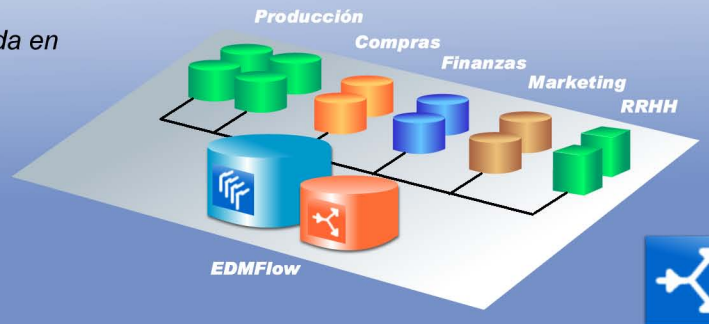 Producción
da en
Compras
Finanzas
Marketing
RRHH
EDMFlow